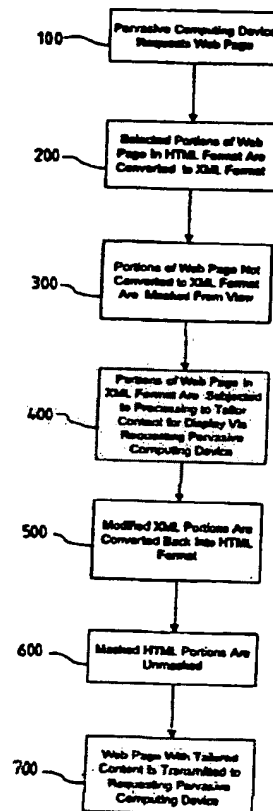 Pervasive Computing Device
Requests Web Page
100
Selected Portions of Web
Page In HTML Format Are
Converted to XML Format
200
Portions of Web Page Not
Converted to XML Format
Are Masked From View
300
Portions of Web Page In
XML Format Are Subjected
to Processing to Tailor
Content for Display Via
Requesting Pervasive
Computing Device
400
Modified XML Portions Are
Converted Back Into HTML
Format
500
Masked HTML Portions Are
Unmasked
600
Web Page With Tailored
Content Is Transmitted to
Requesting Pervasive
Computing Device
700